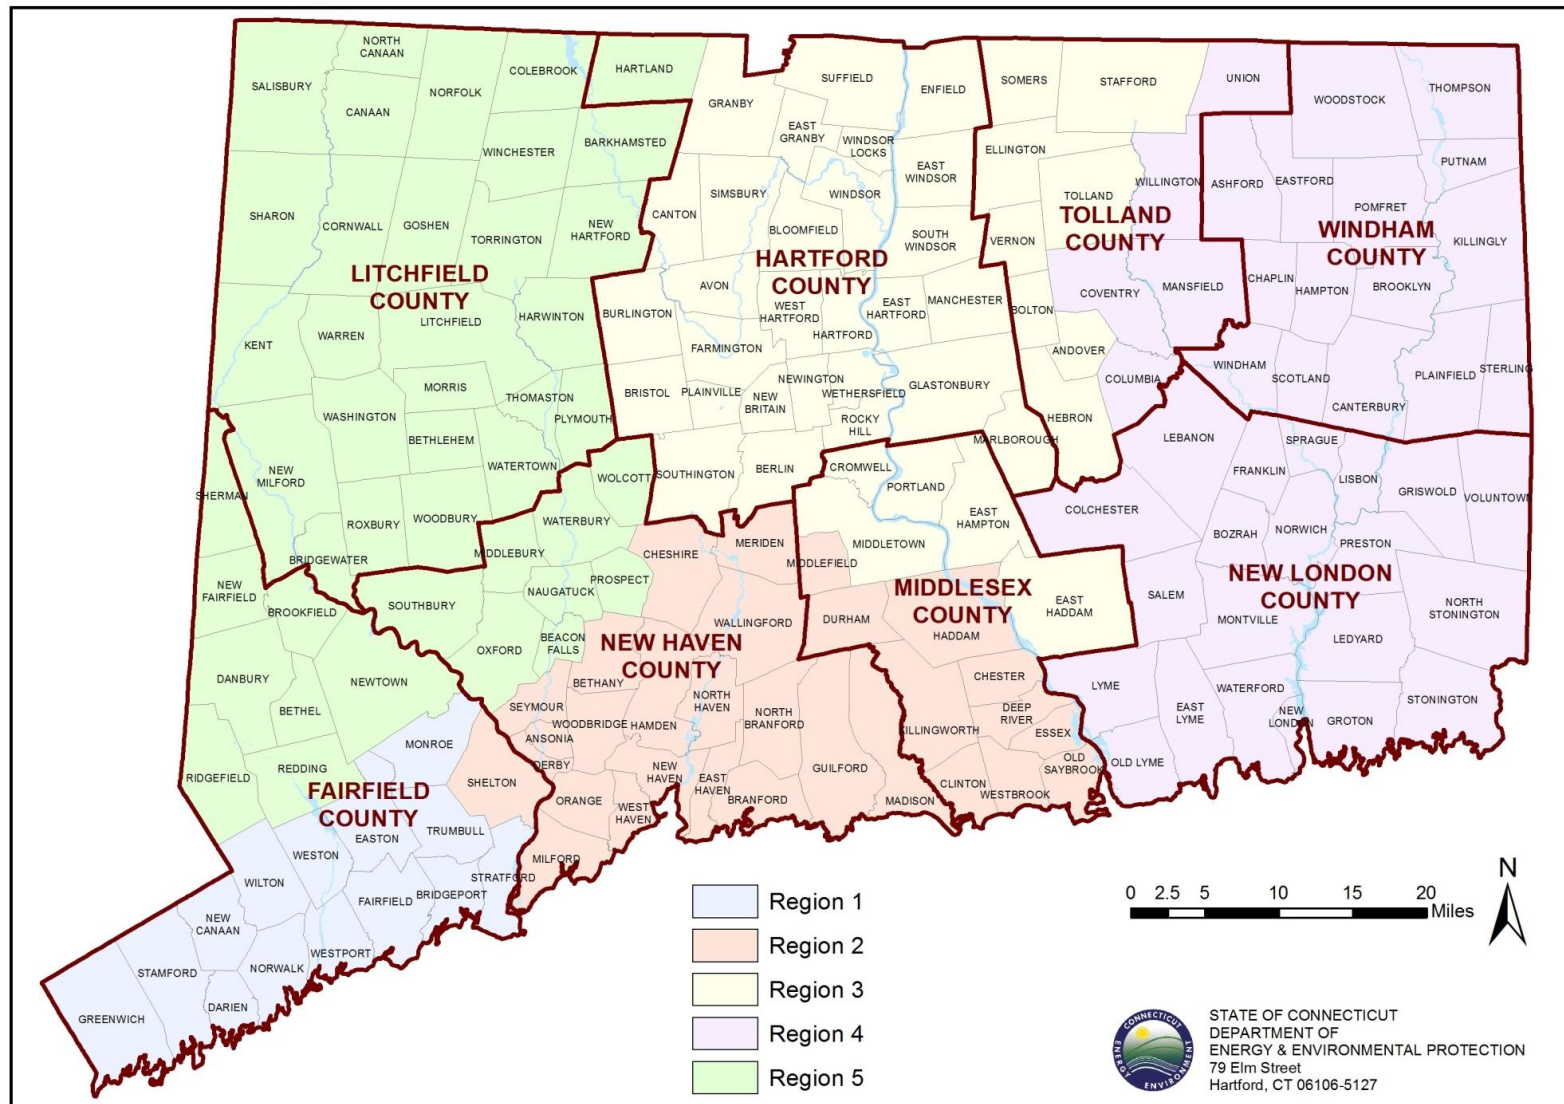 NORTH
CANAAN
SALISBURY
CANAAN
NORFOLK
COLEBROOK
HARTLAND
GRANBY
SUFFIELD
ENFIELD
SOMERS
STAFFORD
UNION
WOODSTOCK
THOMPSON
WINCHESTER
BARKHAMSTED
EAST
GRANBY
WINDSOR
LOCKS
EAST
WINDSOR
ELLINGTON
TOLLAND
WILLINGTON
ASHFORD
EASTFORD
PUTNAM
POMFRET
SHARON
CORNWALL
GOSHEN
TORRINGTON
NEW
HARTFORD
CANTON
SIMSBURY
WINDSOR
BLOOMFIELD
SOUTH
WINDSOR
VERNON
TOLLAND
COUNTY
WINDHAM
COUNTY
KILLINGLY
LITCHFIELD
COUNTY
HARTFORD
COUNTY
AVON
COVENTRY
MANSFIELD
CHAPLIN
HAMPTON
BROOKLYN
KENT
WARREN
LITCHFIELD
HARWINTON
BURLINGTON
WEST
HARTFORD
HARTFORD
EAST
HARTFORD
MANCHESTER
BOLTON
ANDOVER
FARMINGTON
COLUMBIA
WINDHAM
SCOTLAND
CANTERBURY
PLAINFIELD
STERLING
WASHINGTON
MORRIS
BETHLEHEM
THOMASTON
PLYMOUTH
WATERTOWN
BRISTOL
PLAINVILLE
NEW
BRITAIN
NEWINGTON
WETHERSFIELD
ROCKY
HILL
GLASTONBURY
MARLBOROUGH
HEBRON
LEBANON
SPRAGUE
FRANKLIN
LISBON
GRISWOLD
VOLUNTOWN
SHERMAN
NEW
MILFORD
ROXBURY
WOODBURY
BRIDGEWATER
WOLCOTT
WATERBURY
MIDDLEBURY
SOUTHINGTON
BERLIN
CROMWELL
PORTLAND
EAST
HAMPTON
MIDDLETOWN
COLCHESTER
BOZRAH
NORWICH
PRESTON
NEW
FAIRFIELD
BROOKFIELD
SOUTHBURY
NAUGATUCK
PROSPECT
CHESHIRE
MERIDEN
MIDDLEFIELD
MIDDLESEX
COUNTY
NEW LONDON
COUNTY
DURHAM
HADDAM
EAST
HADDAM
SALEM
MONTVILLE
LEDYARD
NORTH
STONINGTON
OXFORD
BEACON
FALLS
NEW HAVEN
COUNTY
WALLINGFORD
DANBURY
BETHEL
NEWTOWN
SEYMOUR
BETHANY
WOODBRIDGE
HAMDEN
NORTH
HAVEN
NORTH
BRANFORD
CHESTER
DEEP
RIVER
ESSEX
LYME
EAST
LYME
WATERFORD
NEW
LONDON
GROTON
STONINGTON
RIDGEFIELD
REDDING
MONROE
SHELTON
ANSONIA
DERBY
ORANGE
WEST
HAVEN
NEW
HAVEN
EAST
HAVEN
BRANFORD
GUILFORD
MADISON
KILLINGWORTH
CLINTON
WESTBROOK
OLD
SAYBROOK
OLD LYME
FAIRFIELD
COUNTY
EASTON
TRUMBULL
WESTON
WILTON
STRATFORD
MILFORD
FAIRFIELD
BRIDGEPORT
NEW
CANAAN
STAMFORD
NORWALK
WESTPORT
GREENWICH
DARIEN
Region 1
Region 2
Region 3
Region 4
Region 5
0 2.5 5 10 15 20
Miles
N
CONNECTICUT
ENERGY ENVIRONMENT
STATE OF CONNECTICUT
DEPARTMENT OF
ENERGY & ENVIRONMENTAL PROTECTION
79 Elm Street
Hartford, CT 06106-5127